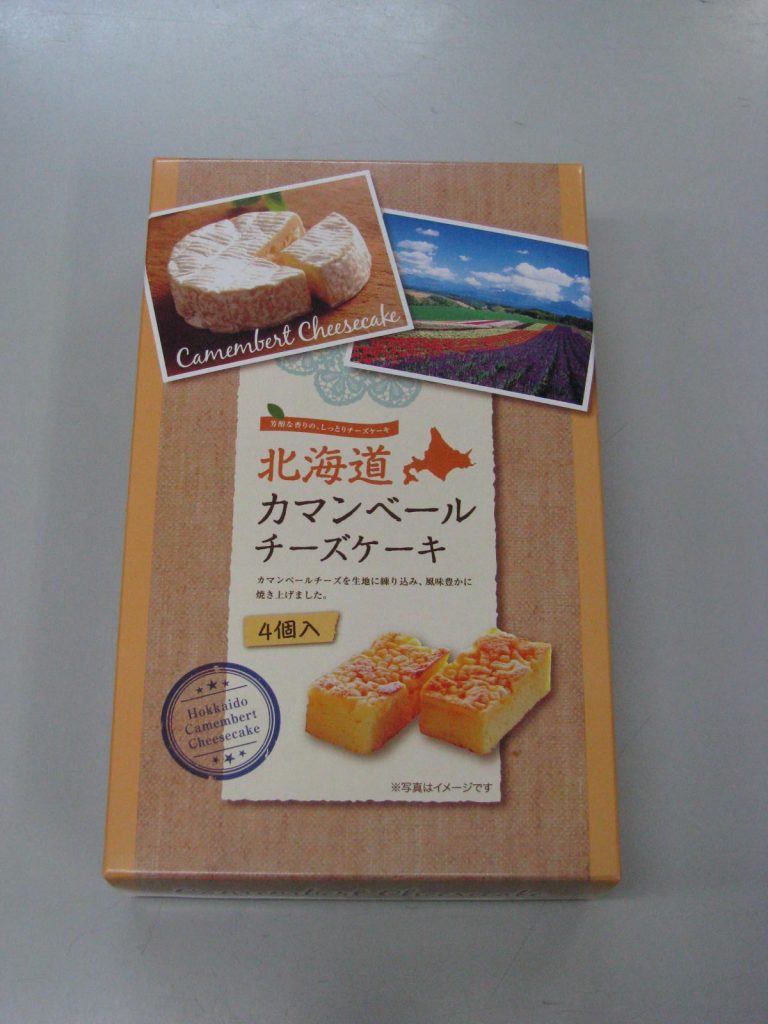 Camembert Cheesecake
芳醇な香りの、しっとりチーズケーキ
北海道
カマンベール
チーズケーキ
カマンベールチーズを生地に練り込み、風味豊かに
焼き上げました。
4個入
Hokkaido
Camembert
Cheesecake
※写真はイメージです
Camembert Cheesecake